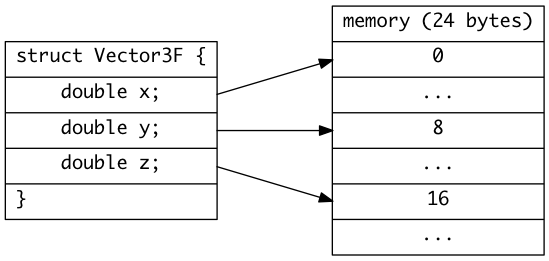 struct Vector3F {
double x;
double y;
double z;
}
memory (24 bytes)
0
...
8
...
16
...